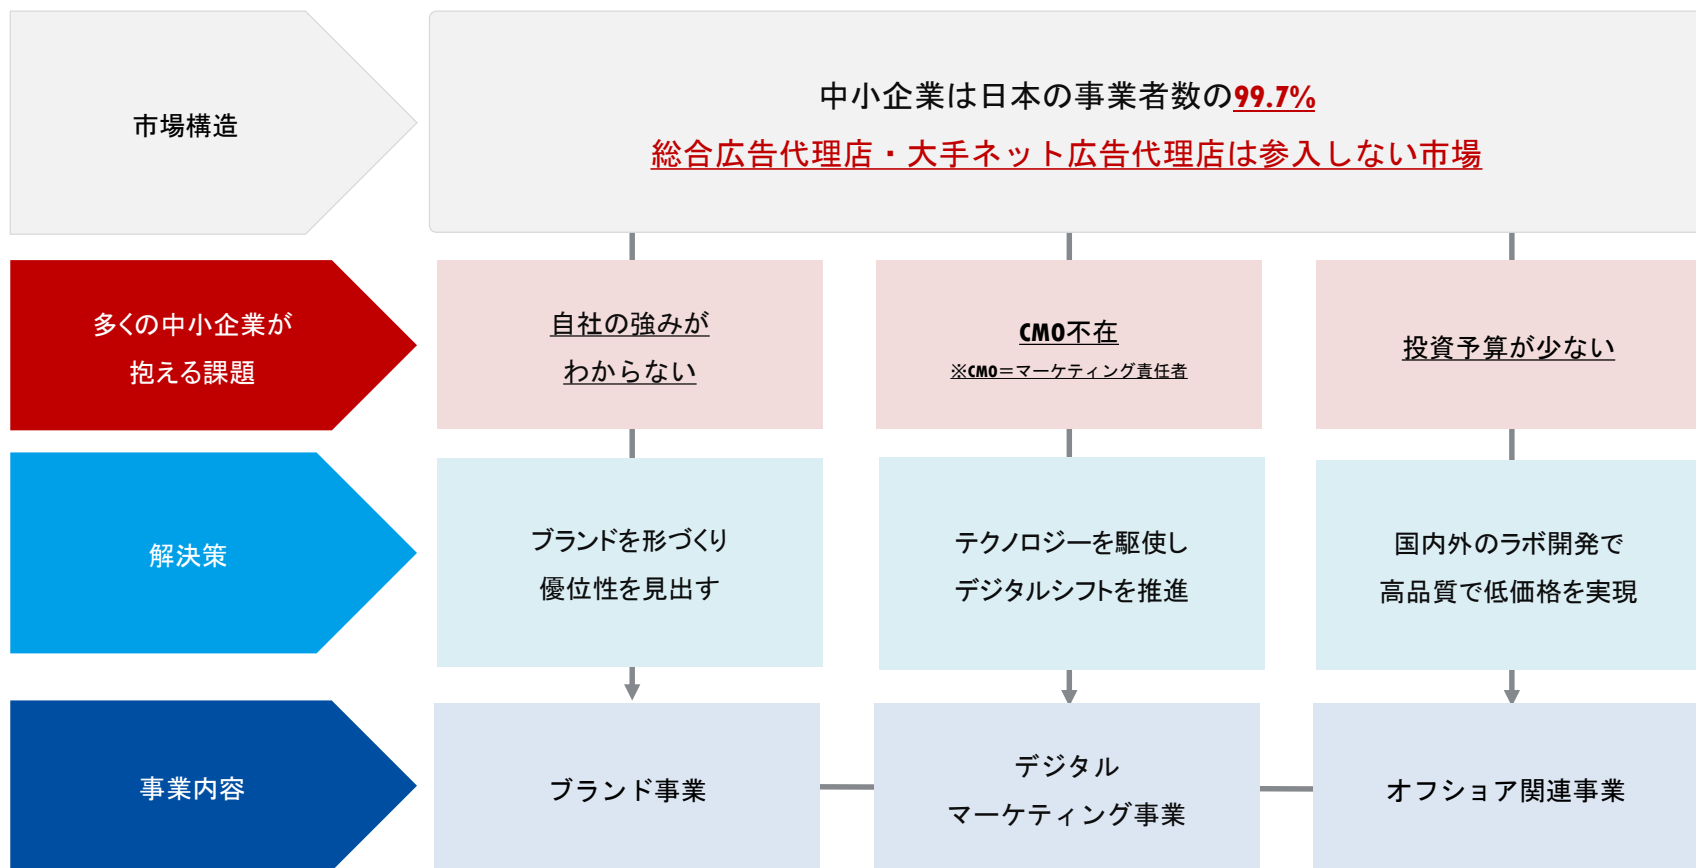 市場構造
中小企業は日本の事業者数の99.7%
総合広告代理店・大手ネット広告代理店は参入しない市場
多くの中小企業が
抱える課題
自社の強みが
わからない
CMO不在
※CMO＝マーケティング責任者
投資予算が少ない
解決策
ブランドを形づくり
優位性を見出す
テクノロジーを駆使し
デジタルシフトを推進
国内外のラボ開発で
高品質で低価格を実現
事業内容
ブランド事業
デジタル
マーケティング事業
オフショア関連事業